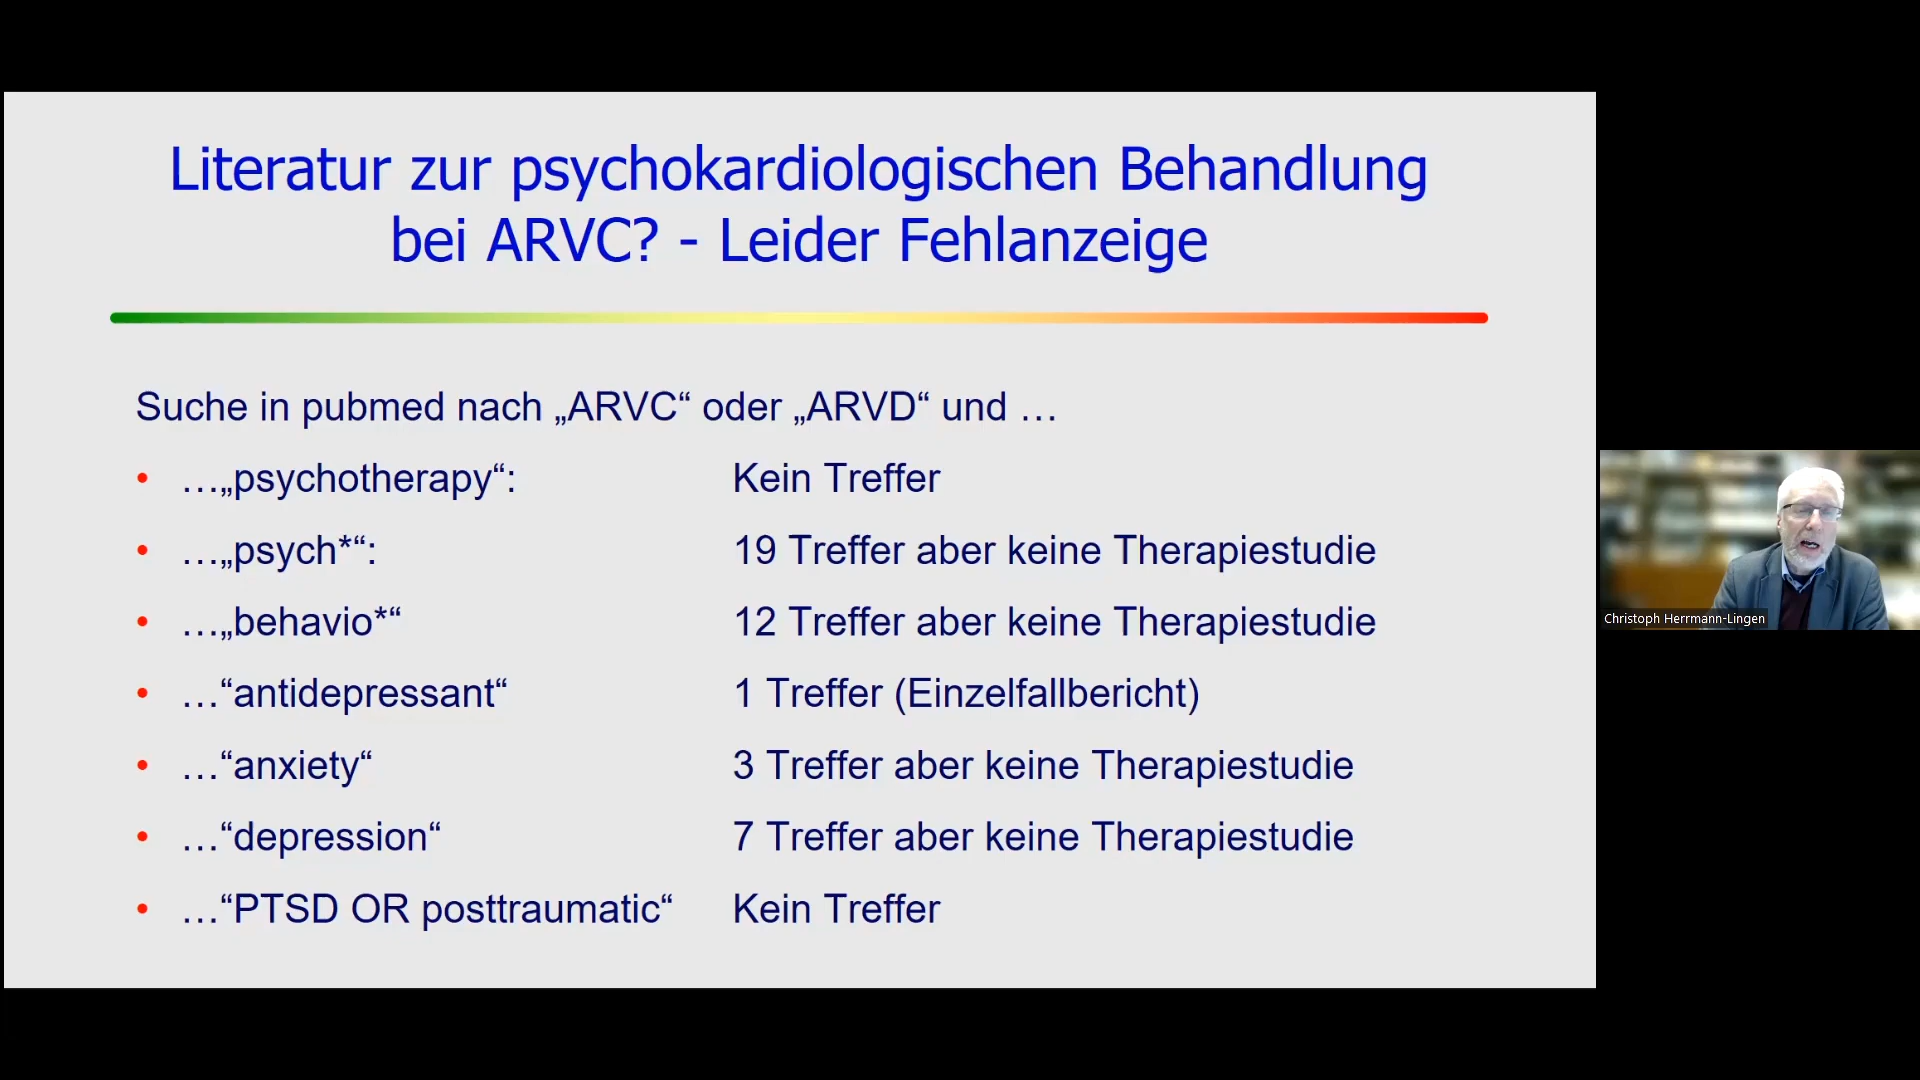 Literatur zur psychokardiologischen Behandlung
bei ARVC? - Leider Fehlanzeige
Suche in pubmed nach „ARVC“ oder „ARVD“ und …
• …„psychotherapy“: Kein Treffer
• …„psych*“: 19 Treffer aber keine Therapiestudie
• …„behavio*“ 12 Treffer aber keine Therapiestudie
• …“antidepressant“ 1 Treffer (Einzelfallbericht)
• …“anxiety“ 3 Treffer aber keine Therapiestudie
• …“depression“ 7 Treffer aber keine Therapiestudie
• …“PTSD OR posttraumatic“ Kein Treffer
Christoph Herrmann-Lingen